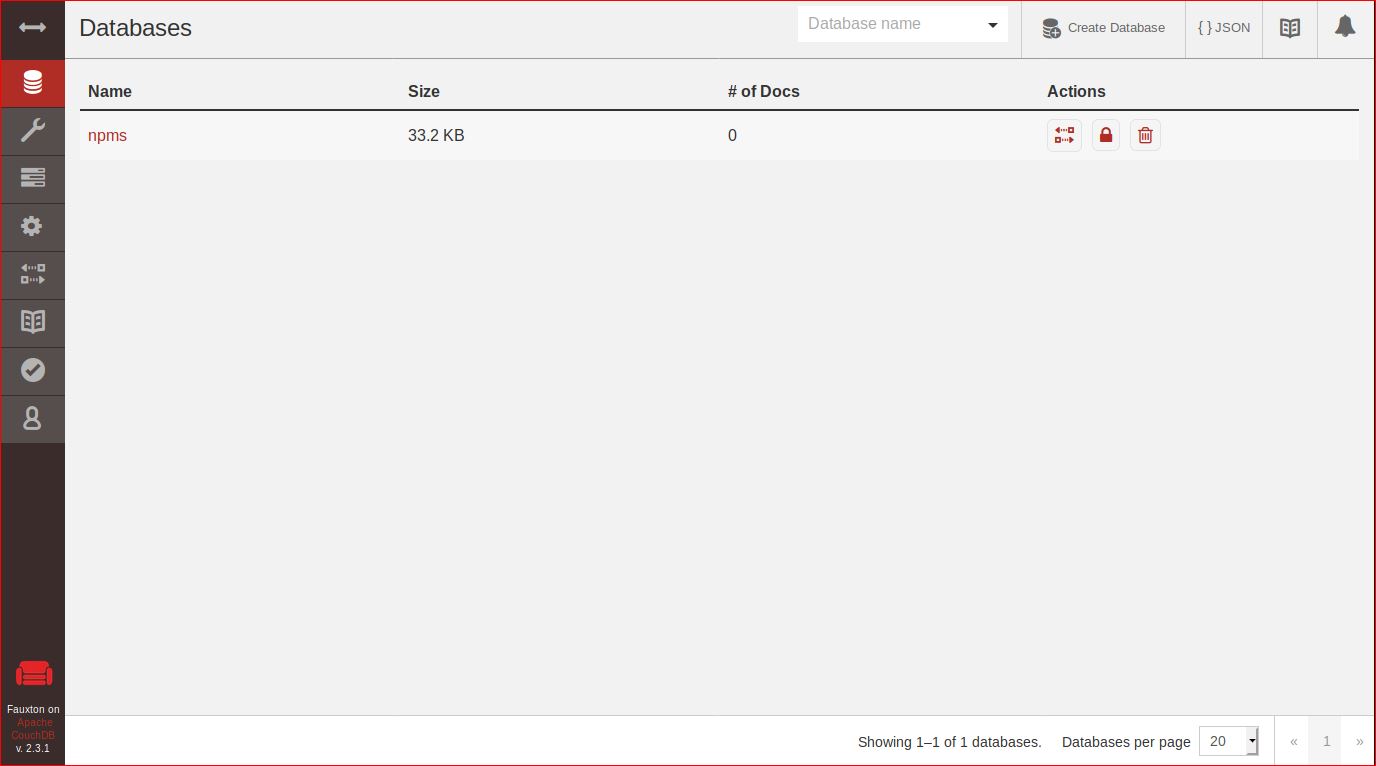 Databases
Database name
Create Database
{ } JSON
Name Size # of Docs Actions
npms 33.2 KB 0
Fauxton on
Apache
CouchDB
v. 2.3.1
Showing 1–1 of 1 databases. Databases per page 20 « 1 »